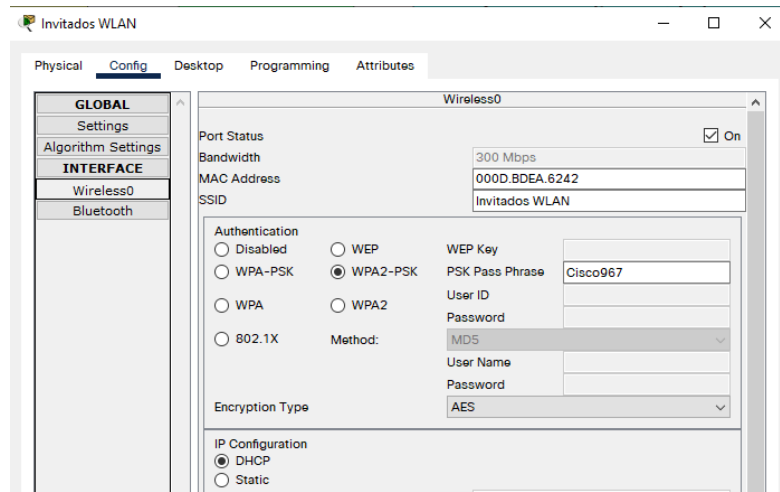 Invitados WLAN
Physical Config Desktop Programming Attributes
GLOBAL
Settings
Algorithm Settings
INTERFACE
Wireless0
Bluetooth
Wireless0
Port Status On
Bandwidth 300 Mbps
MAC Address 000D.BDEA.6242
SSID Invitados WLAN
Authentication
Disabled WEP WEP Key
WPA-PSK WPA2-PSK PSK Pass Phrase Cisco967
User ID
WPA WPA2
Password
802.1X Method: MD5
User Name
Password
Encryption Type AES
IP Configuration
DHCP
Static